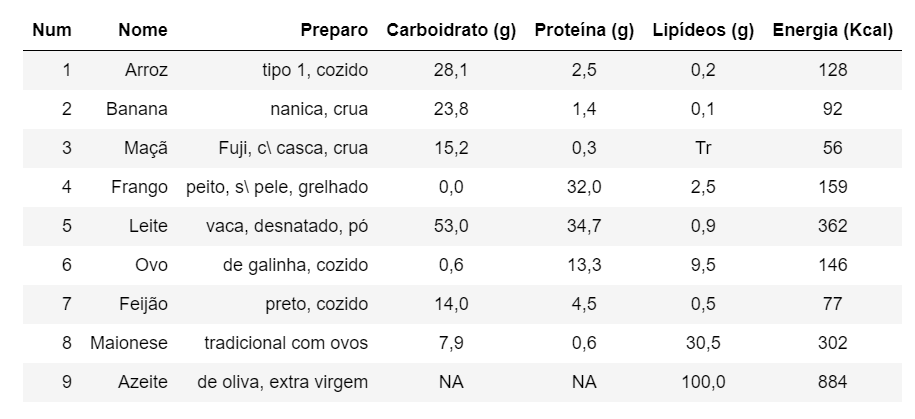 Num Nome Preparo Carboidrato (g) Proteína (g) Lipídeos (g) Energia (Kcal)
1 Arroz tipo 1, cozido 28,1 2,5 0,2 128
2 Banana nanica, crua 23,8 1,4 0,1 92
3 Maçã Fuji, c\ casca, crua 15,2 0,3 Tr 56
4 Frango peito, s\ pele, grelhado 0,0 32,0 2,5 159
5 Leite vaca, desnatado, pó 53,0 34,7 0,9 362
6 Ovo de galinha, cozido 0,6 13,3 9,5 146
7 Feijão preto, cozido 14,0 4,5 0,5 77
8 Maionese tradicional com ovos 7,9 0,6 30,5 302
9 Azeite de oliva, extra virgem NA NA 100,0 884